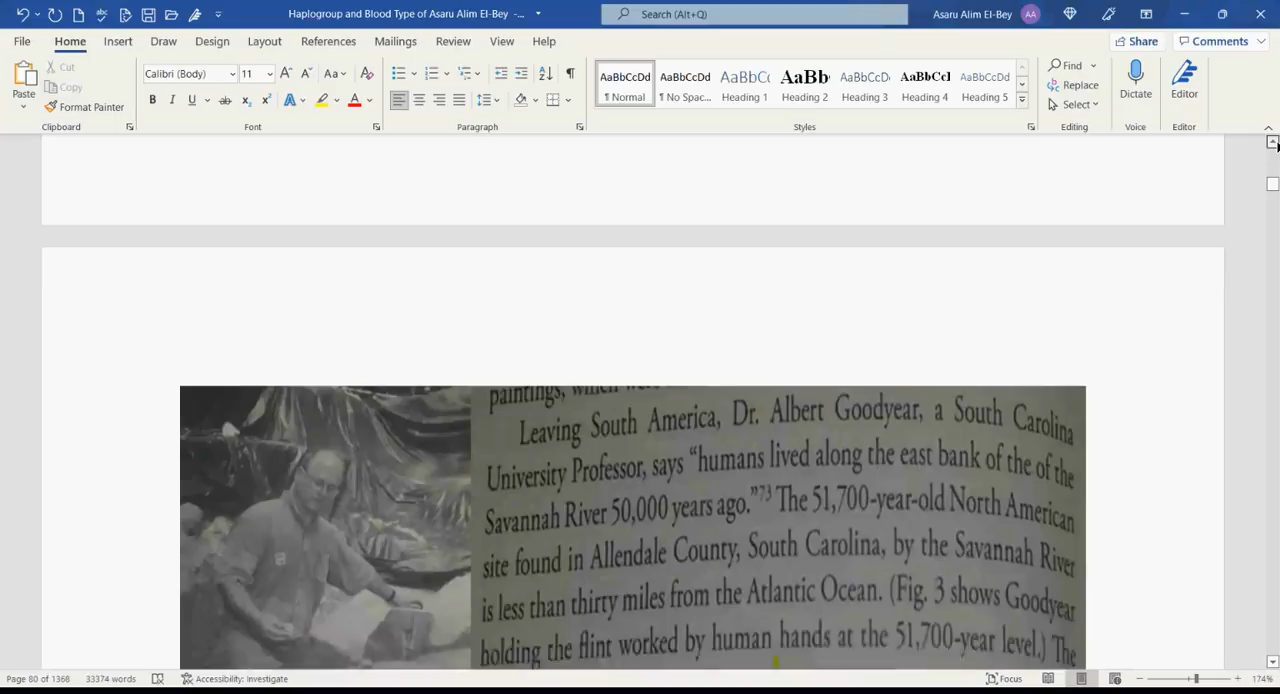 Haplogroup and Blood Type of Asaru Alim El-Bey -...
Search (Alt+Q)
Asaru Alim El-Bey AA
File Home Insert Draw Design Layout References Mailings Review View Help
Share Comments
Paste
Cut
Copy
Format Painter
Clipboard
Calibri (Body) 11
Font
Paragraph
AaBbCcDd AaBbCcDd AaBbC( AaBb( AaBbCcD: AaBbCcI AaBbCcDd
¶ Normal ¶ No Spac... Heading 1 Heading 2 Heading 3 Heading 4 Heading 5
Styles
Find
Replace
Select
Editing
Dictate
Voice
Editor
Editor
paintings, which were
Leaving South America, Dr. Albert Goodyear, a South Carolina
University Professor, says “humans lived along the east bank of the of the
Savannah River 50,000 years ago.”73 The 51,700-year-old North American
site found in Allendale County, South Carolina, by the Savannah River
is less than thirty miles from the Atlantic Ocean. (Fig. 3 shows Goodyear
holding the flint worked by human hands at the 51,700-year level.) The
Page 80 of 1368 33374 words Accessibility: Investigate Focus 174%